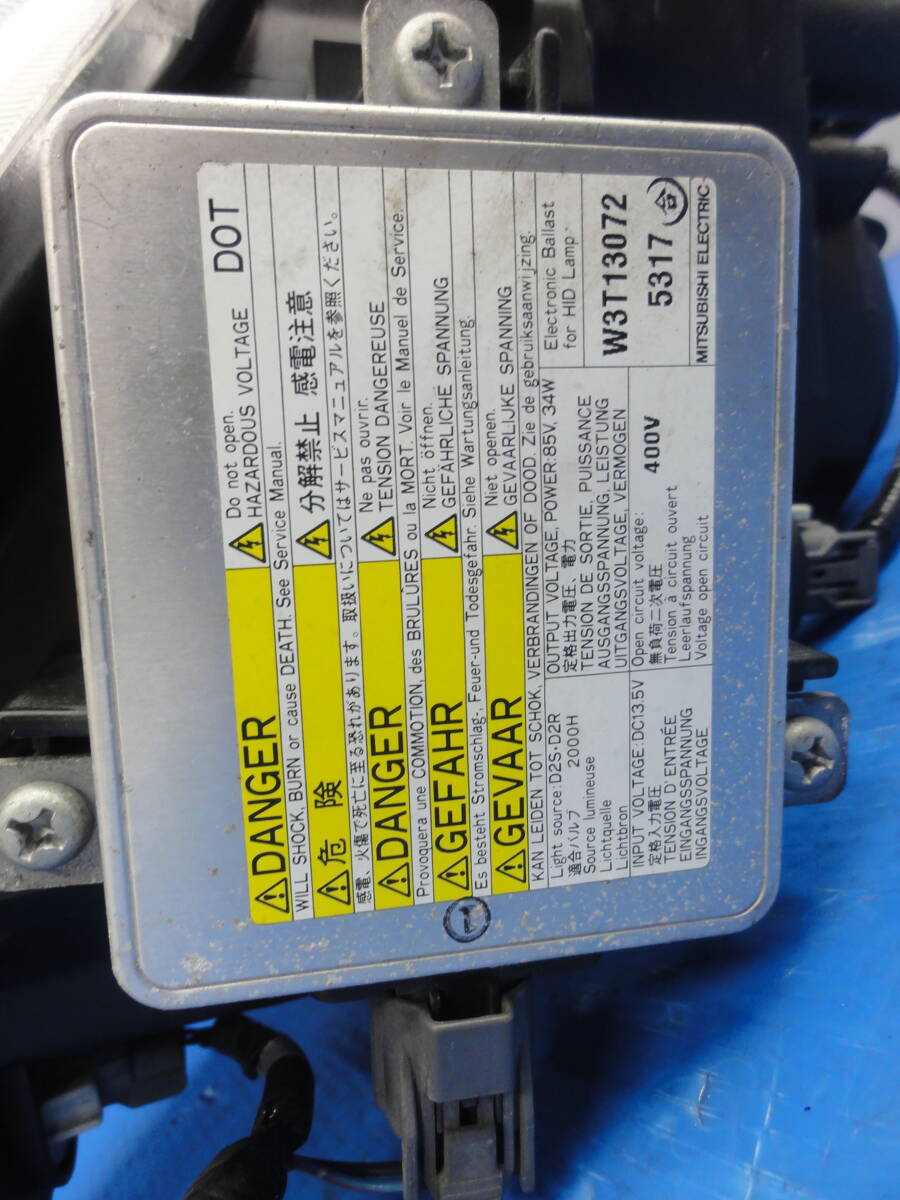 DOT
⚠DANGER ⚡Do not open.
HAZARDOUS VOLTAGE
WILL SHOCK, BURN or cause DEATH. See Service Manual.
⚠危 険 ⚡分解禁止 感電注意
感電、火傷で死亡に至る恐れがあります。取扱いについてはサービスマニュアルを参照ください。
⚠DANGER ⚡Ne pas ouvrir.
TENSION DANGEREUSE
Provoquera une COMMOTION, des BRULURES ou la MORT. Voir le Manuel de Service.
⚠GEFAHR ⚡Nicht öffnen.
GEFÄHRLICHE SPANNUNG
Es besteht Stromschlag-, Feuer-und Todesgefahr. Siehe Wartungsanleitung.
⚠GEVAAR ⚡Niet openen.
GEVAARLIJKE SPANNING
KAN LEIDEN TOT SCHOK, VERBRANDINGEN OF DOOD. Zie de gebruiksaanwijzing.
Light source:D2S·D2R
適合バルブ 2000H
Source lumineuse
Lichtquelle
Lichtbron
OUTPUT VOLTAGE, POWER:85V, 34W
定格出力電圧、電力
TENSION DE SORTIE, PUISSANCE
AUSGANGSSPANNUNG, LEISTUNG
UITGANGSVOLTAGE, VERMOGEN
INPUT VOLTAGE:DC13.5V
定格入力電圧
TENSION D'ENTRÉE
EINGANGSSPANNUNG
INGANGSVOLTAGE
Open circuit voltage:
無負荷二次電圧 400V
Tension à circuit ouvert
Leerlaufspannung
Voltage open circuit
Electronic Ballast
for HID Lamp
W3T13072
5317 合
MITSUBISHI ELECTRIC